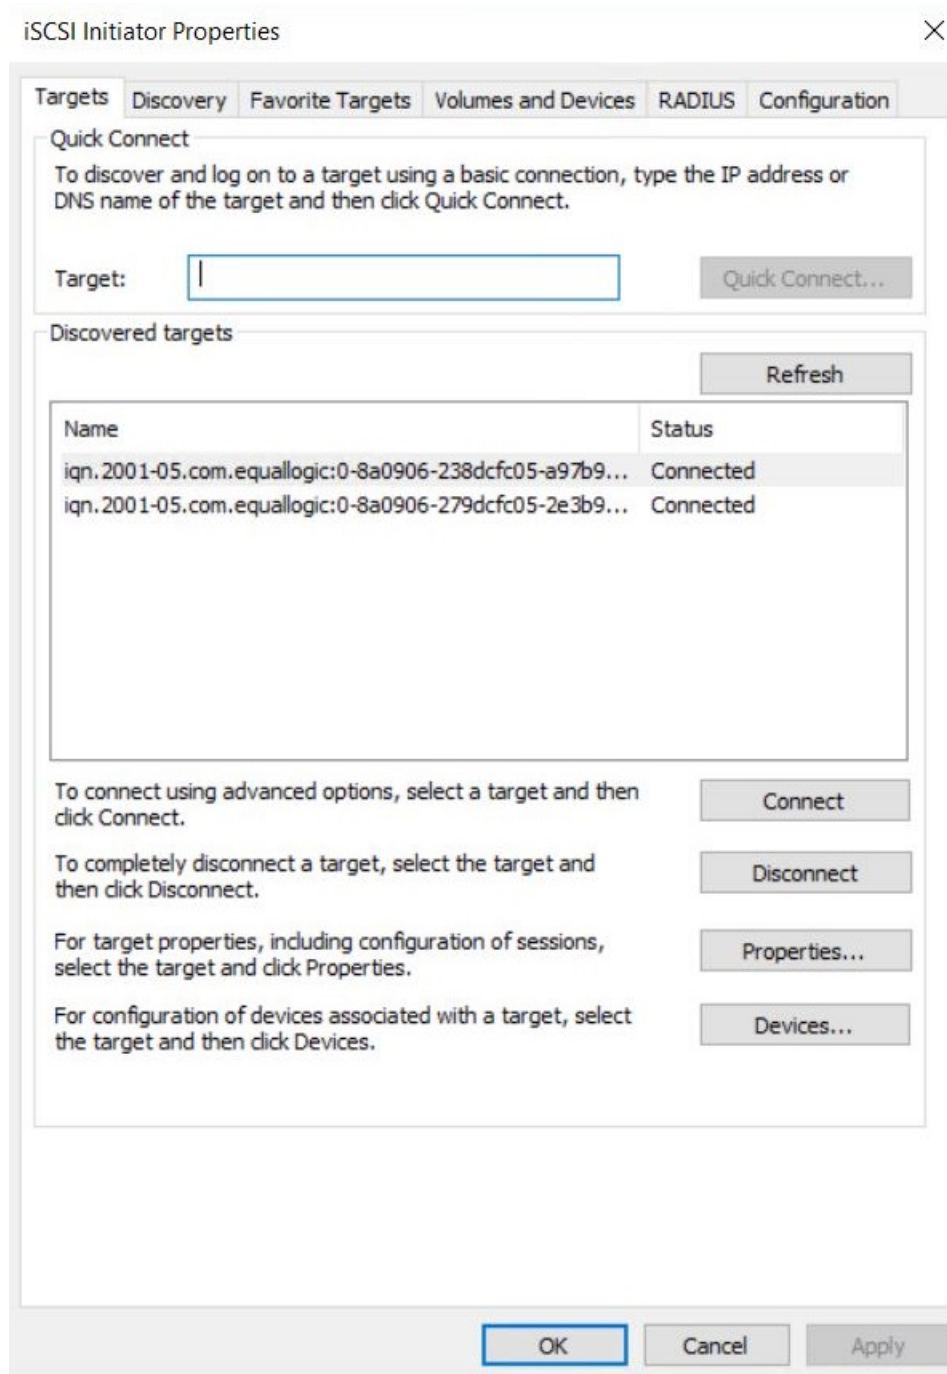 iSCSI Initiator Properties
Targets Discovery Favorite Targets Volumes and Devices RADIUS Configuration
Quick Connect
To discover and log on to a target using a basic connection, type the IP address or
DNS name of the target and then click Quick Connect.
Target:
Quick Connect...
Discovered targets
Refresh
Name Status
iqn.2001-05.com.equallogic:0-8a0906-238dcfc05-a97b9... Connected
iqn.2001-05.com.equallogic:0-8a0906-279dcfc05-2e3b9... Connected
To connect using advanced options, select a target and then
click Connect.
Connect
To completely disconnect a target, select the target and
then click Disconnect.
Disconnect
For target properties, including configuration of sessions,
select the target and click Properties.
Properties...
For configuration of devices associated with a target, select
the target and then click Devices.
Devices...
OK Cancel Apply